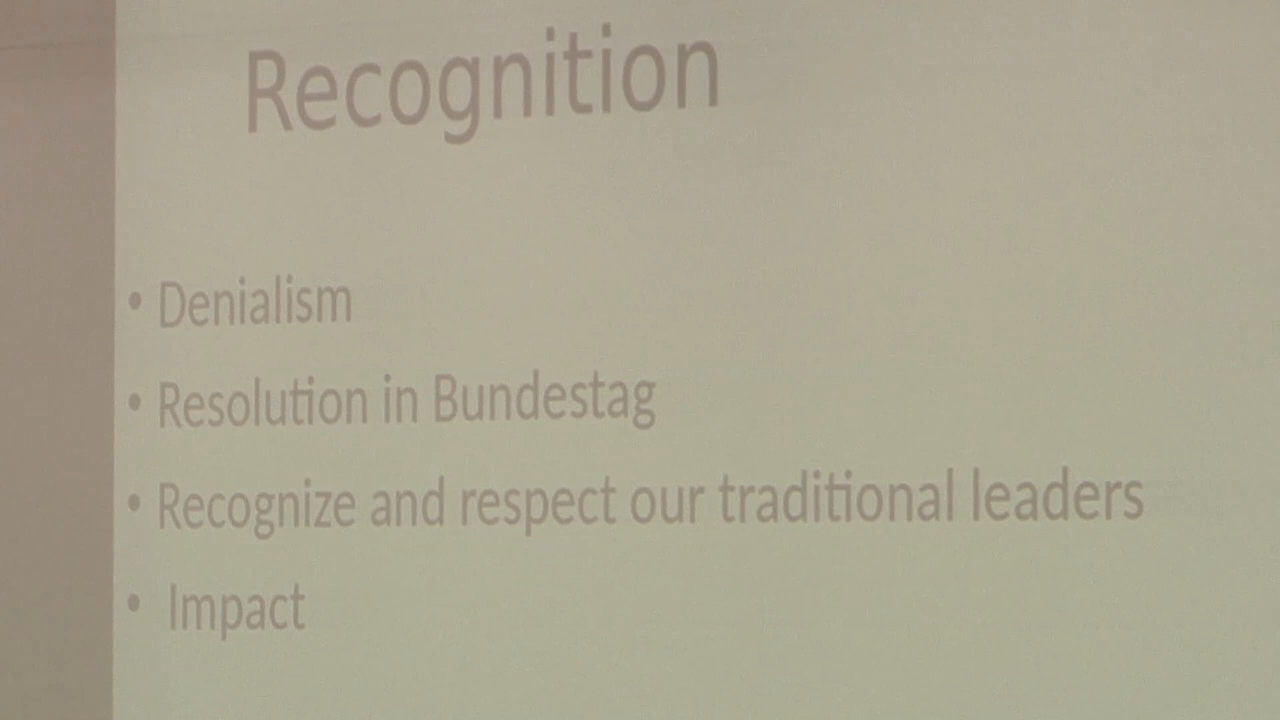 Recognition
• Denialism
• Resolution in Bundestag
• Recognize and respect our traditional leaders
• Impact